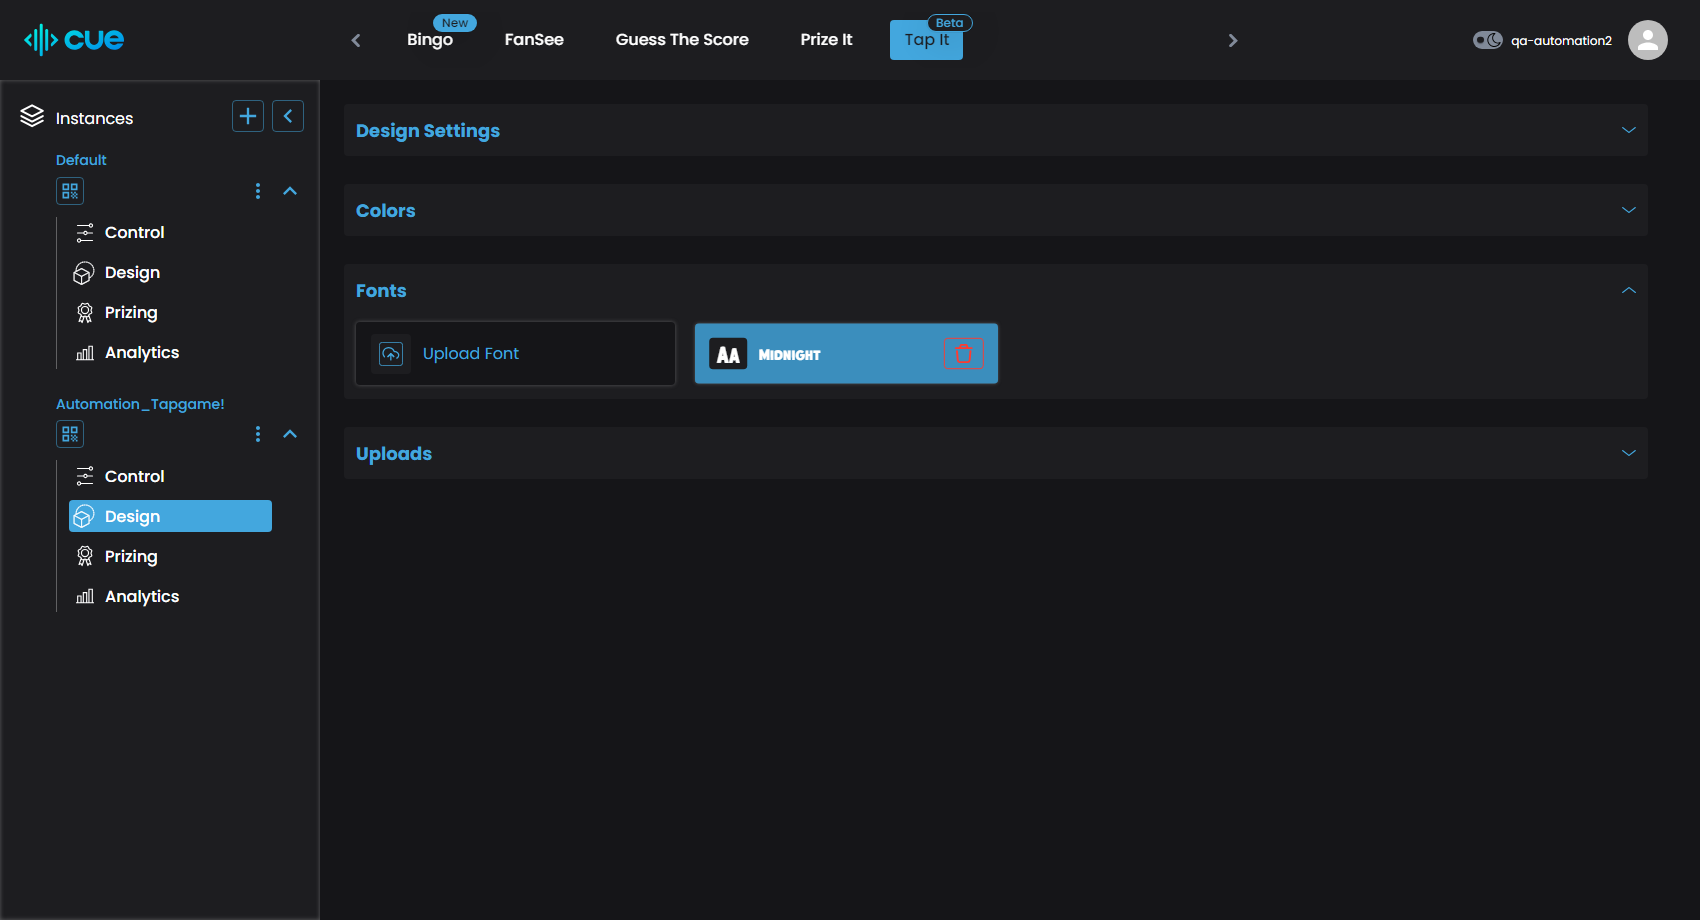 cue
New
Bingo
FanSee
Guess The Score
Prize It
Beta
Tap It
qa-automation2
Instances
Default
Control
Design
Prizing
Analytics
Automation_Tapgame!
Control
Design
Prizing
Analytics
Design Settings
Colors
Fonts
Upload Font
AA
Midnight
Uploads